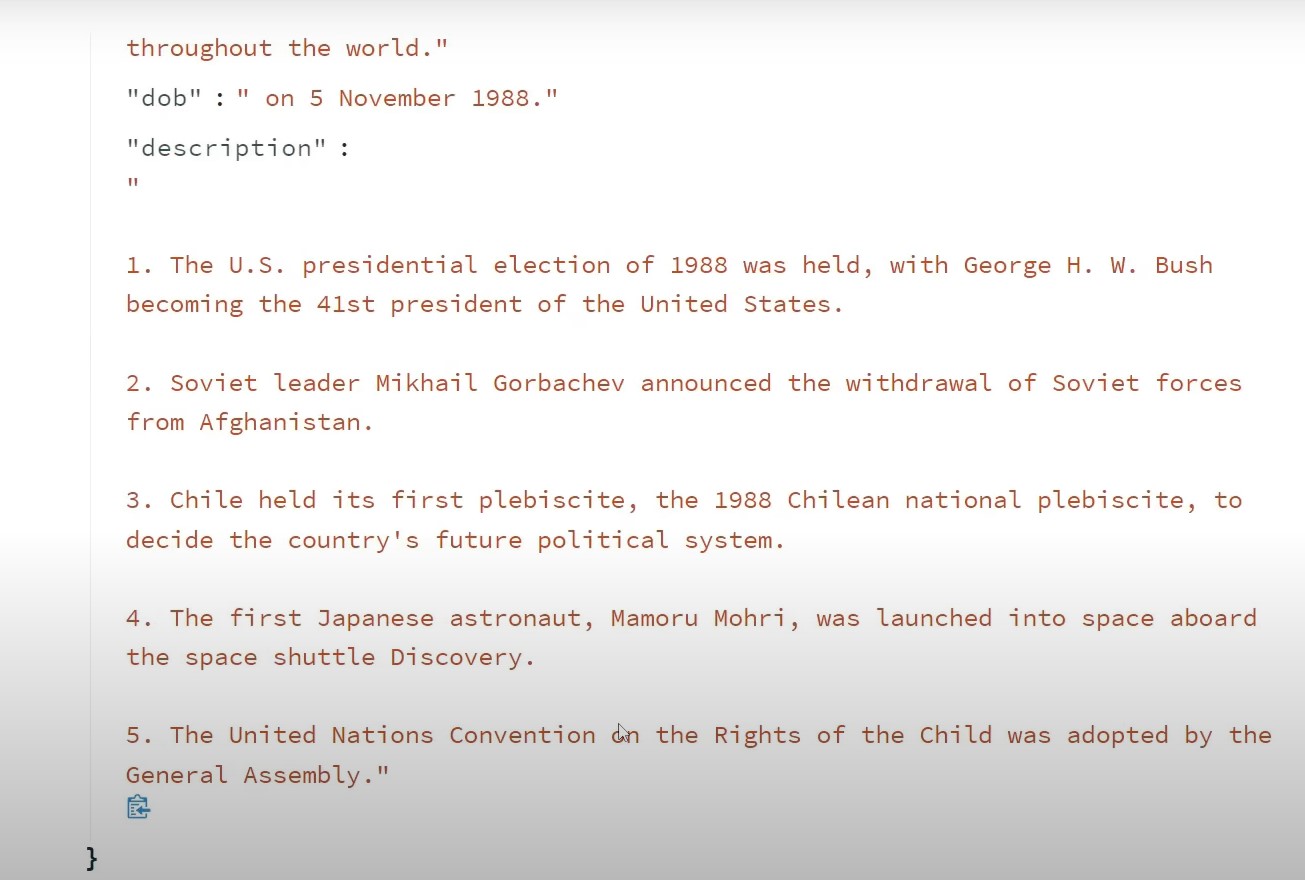 throughout the world."
"dob" : " on 5 November 1988."
"description" :
"
1. The U.S. presidential election of 1988 was held, with George H. W. Bush
becoming the 41st president of the United States.
2. Soviet leader Mikhail Gorbachev announced the withdrawal of Soviet forces
from Afghanistan.
3. Chile held its first plebiscite, the 1988 Chilean national plebiscite, to
decide the country's future political system.
4. The first Japanese astronaut, Mamoru Mohri, was launched into space aboard
the space shuttle Discovery.
5. The United Nations Convention on the Rights of the Child was adopted by the
General Assembly."
}